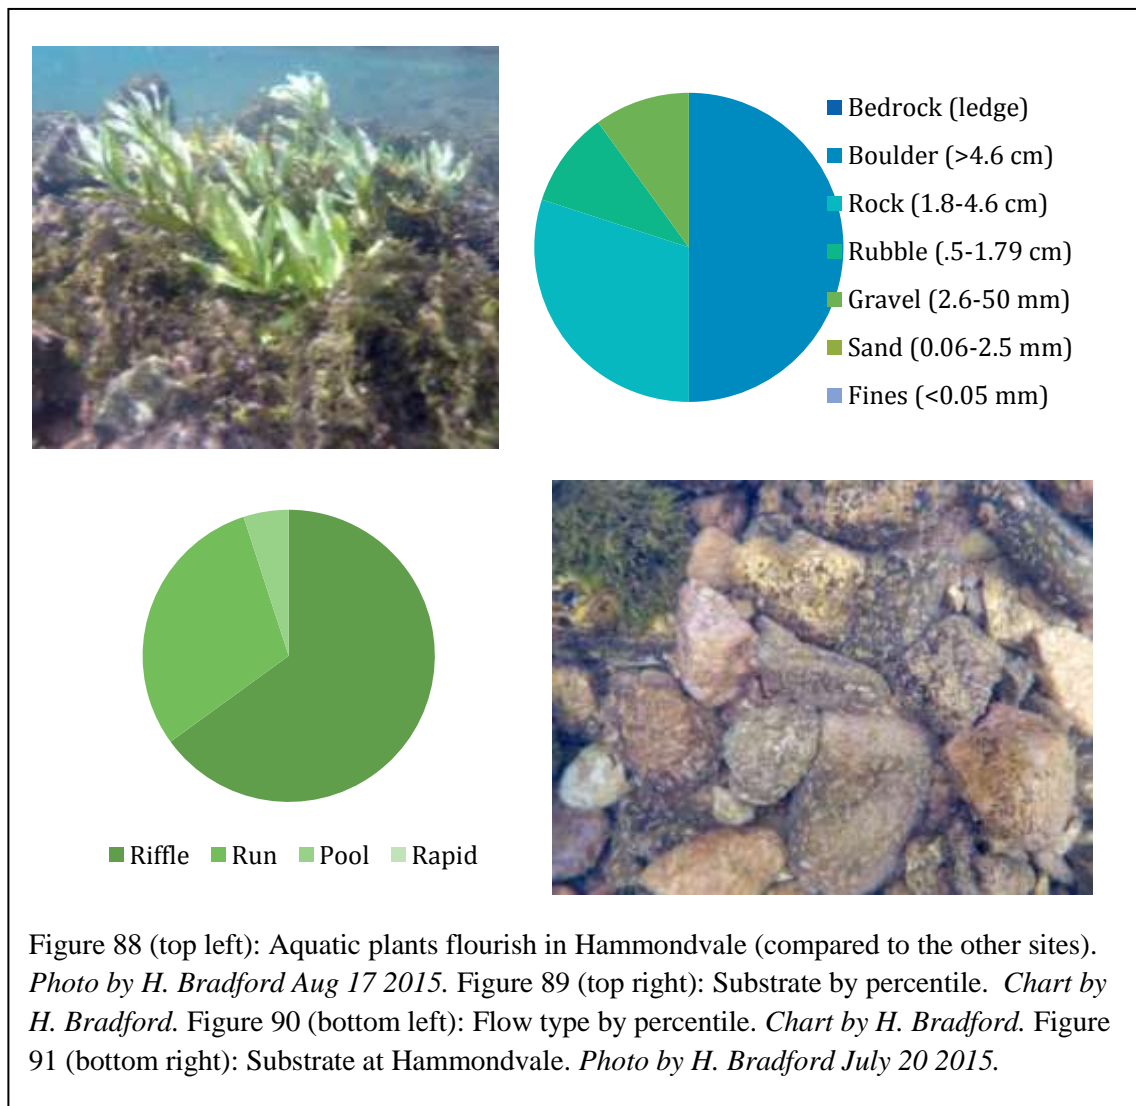 Bedrock (ledge)
Boulder (>4.6 cm)
Rock (1.8-4.6 cm)
Rubble (.5-1.79 cm)
Gravel (2.6-50 mm)
Sand (0.06-2.5 mm)
Fines (<0.05 mm)
Riffle Run Pool Rapid
Figure 88 (top left): Aquatic plants flourish in Hammondvale (compared to the other sites).
Photo by H. Bradford Aug 17 2015. Figure 89 (top right): Substrate by percentile. Chart by
H. Bradford. Figure 90 (bottom left): Flow type by percentile. Chart by H. Bradford. Figure
91 (bottom right): Substrate at Hammondvale. Photo by H. Bradford July 20 2015.